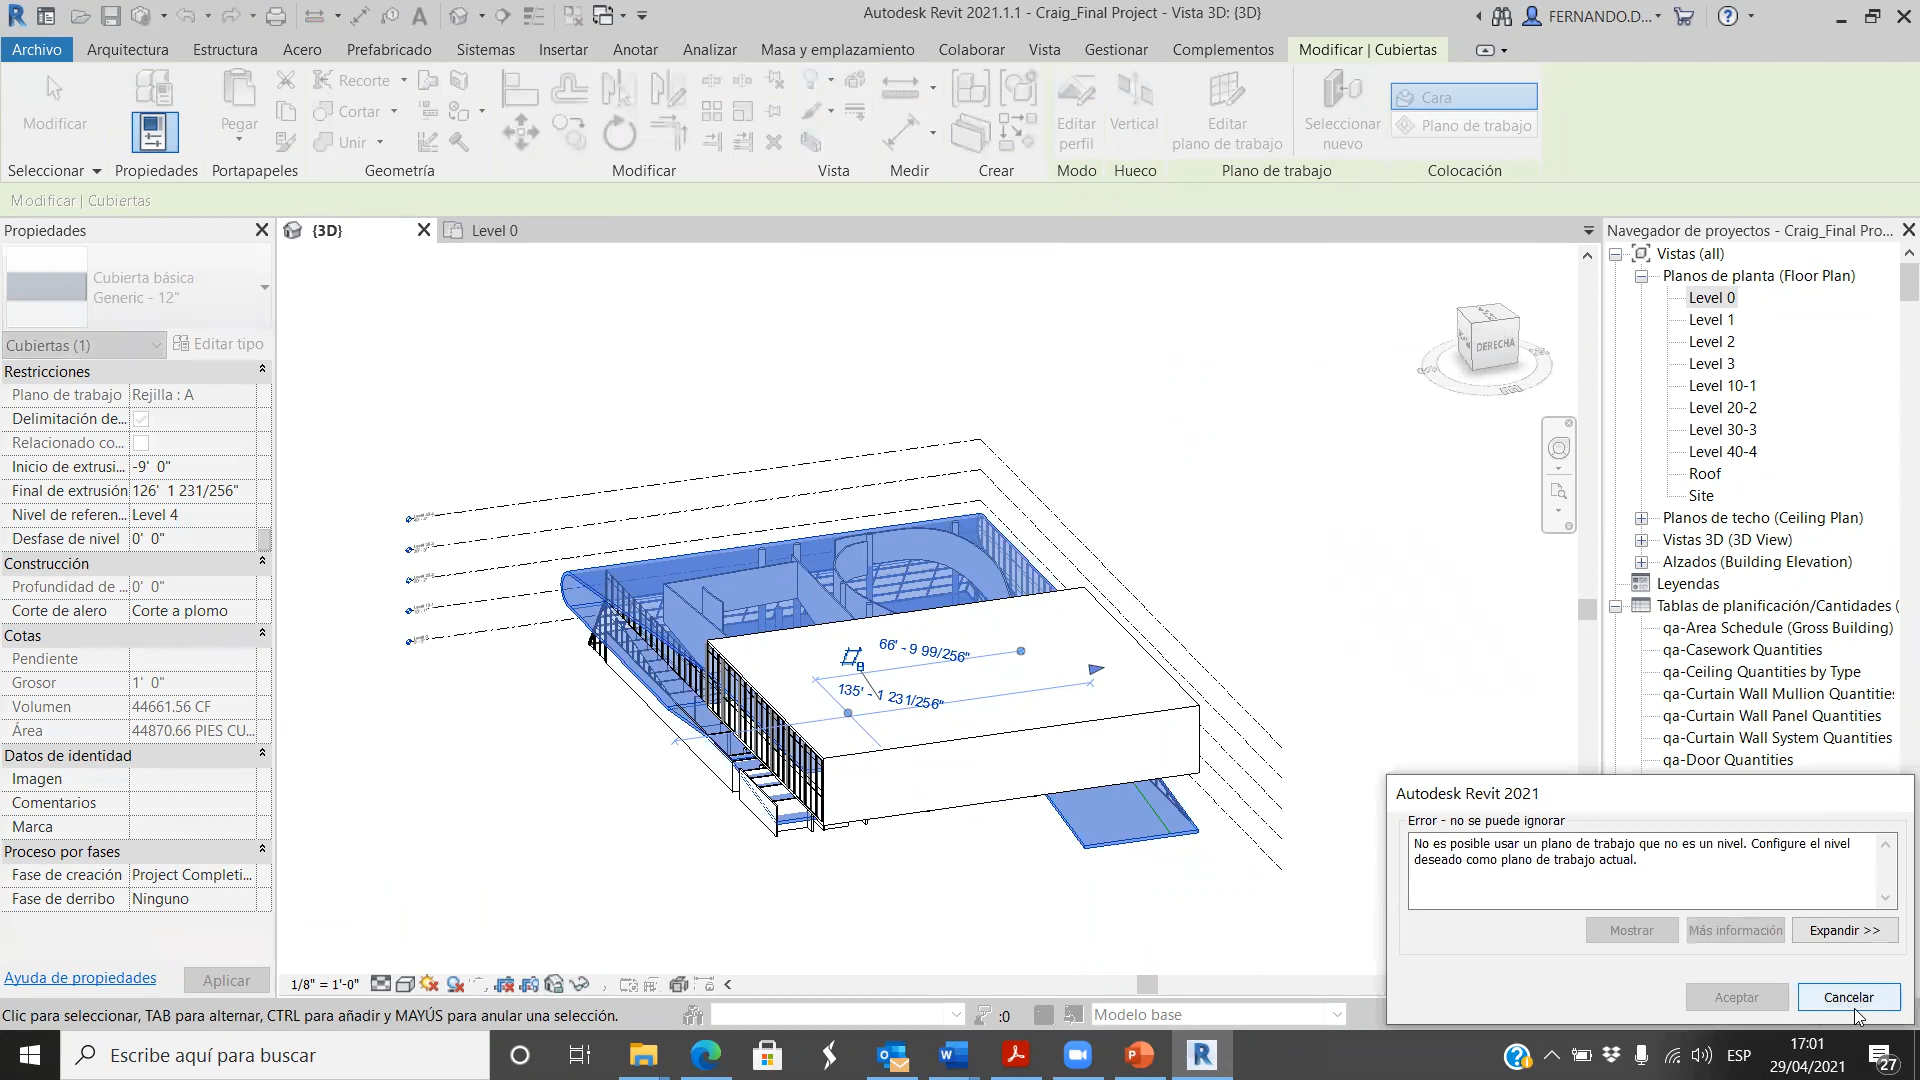 Autodesk Revit 2021.1.1 - Craig_Final Project - Vista 3D: {3D}
FERNANDO.D...
Archivo
Arquitectura
Estructura
Acero
Prefabricado
Sistemas
Insertar
Anotar
Analizar
Masa y emplazamiento
Colaborar
Vista
Gestionar
Complementos
Modificar | Cubiertas
Modificar
Pegar
Recorte
Cortar
Unir
Editar perfil
Vertical
Editar plano de trabajo
Seleccionar nuevo
Cara
Plano de trabajo
Seleccionar
Propiedades
Portapapeles
Geometría
Modificar
Vista
Medir
Crear
Modo
Hueco
Plano de trabajo
Colocación
Modificar | Cubiertas
Propiedades
Cubierta básica
Generic - 12"
Cubiertas (1)
Editar tipo
Restricciones
Plano de trabajo Rejilla : A
Delimitación de...
Relacionado co...
Inicio de extrusi... -9' 0"
Final de extrusión 126' 1 231/256"
Nivel de referen... Level 4
Desfase de nivel 0' 0"
Construcción
Profundidad de ... 0' 0"
Corte de alero Corte a plomo
Cotas
Pendiente
Grosor 1' 0"
Volumen 44661.56 CF
Área 44870.66 PIES CU...
Datos de identidad
Imagen
Comentarios
Marca
Proceso por fases
Fase de creación Project Completi...
Fase de derribo Ninguno
Ayuda de propiedades
Aplicar
{3D}
Level 0
DERECHA
66' - 9 99/256"
135' - 1 231/256"
1/8" = 1'-0"
Navegador de proyectos - Craig_Final Pro...
Vistas (all)
Planos de planta (Floor Plan)
Level 0
Level 1
Level 2
Level 3
Level 10-1
Level 20-2
Level 30-3
Level 40-4
Roof
Site
Planos de techo (Ceiling Plan)
Vistas 3D (3D View)
Alzados (Building Elevation)
Leyendas
Tablas de planificación/Cantidades (
qa-Area Schedule (Gross Building)
qa-Casework Quantities
qa-Ceiling Quantities by Type
qa-Curtain Wall Mullion Quantities
qa-Curtain Wall Panel Quantities
qa-Curtain Wall System Quantities
qa-Door Quantities
Autodesk Revit 2021
Error - no se puede ignorar
No es posible usar un plano de trabajo que no es un nivel. Configure el nivel
deseado como plano de trabajo actual.
Mostrar
Más información
Expandir >>
Aceptar
Cancelar
Clic para seleccionar, TAB para alternar, CTRL para añadir y MAYÚS para anular una selección.
:0
Modelo base
Escribe aquí para buscar
ESP
17:01
29/04/2021
27